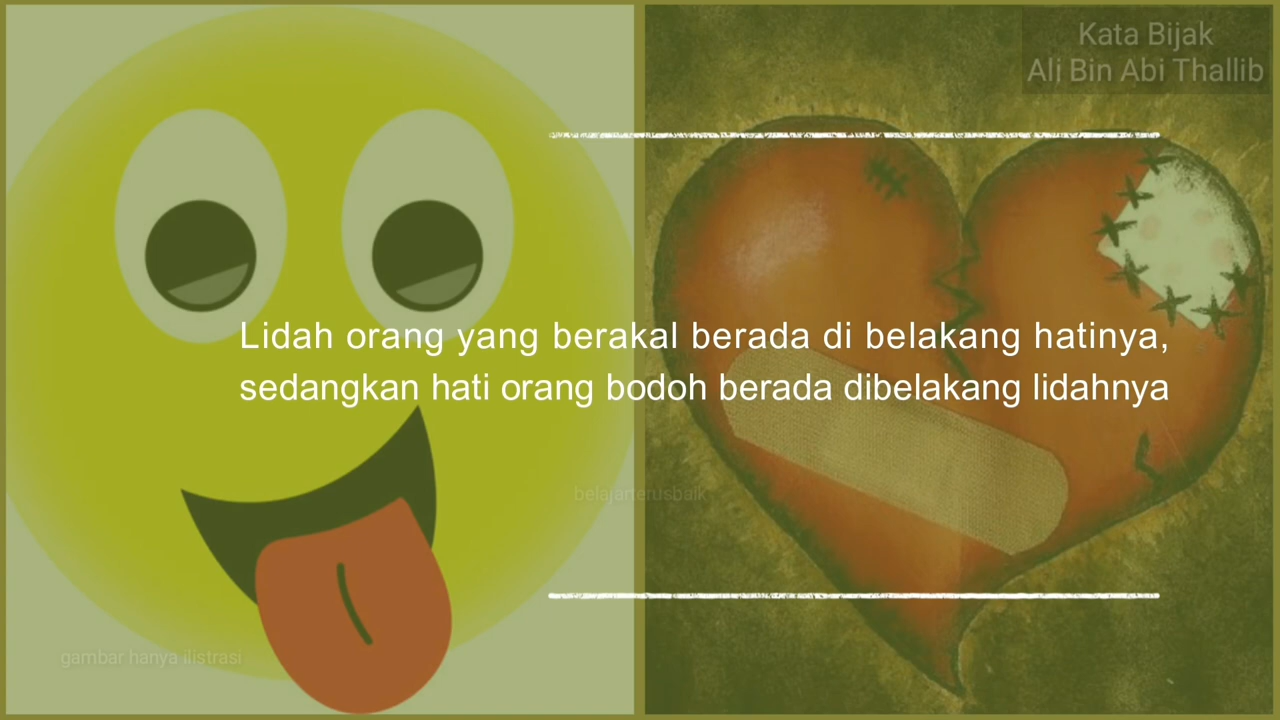 Kata Bijak
Ali Bin Abi Thallib
Lidah orang yang berakal berada di belakang hatinya,
sedangkan hati orang bodoh berada dibelakang lidahnya
belajarterusbaik
gambar hanya ilistrasi